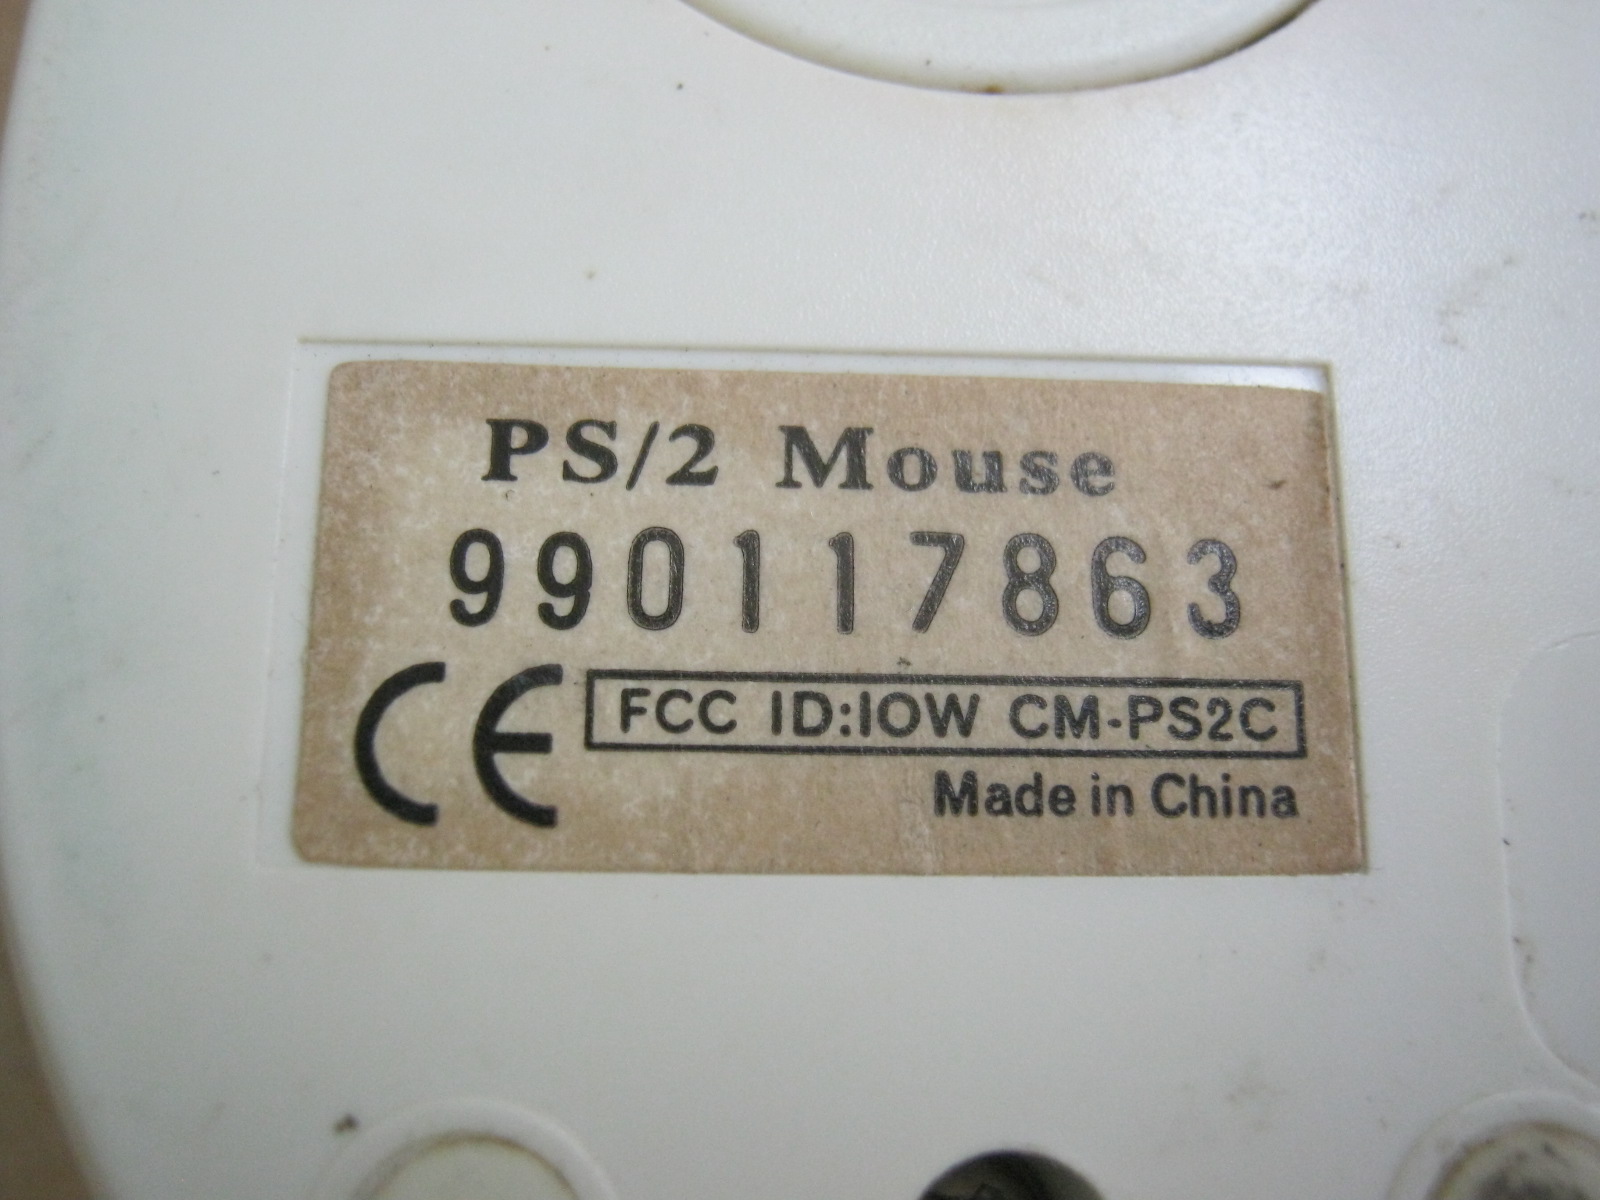 PS/2 Mouse
990117863
CE FCC ID:IOW CM-PS2C
Made in China